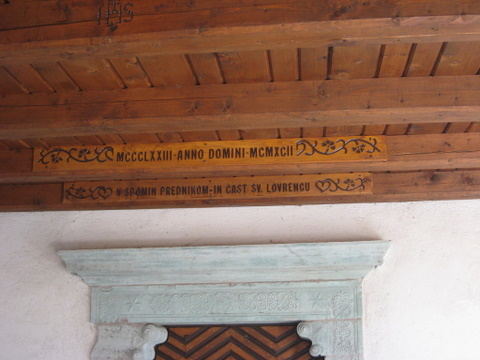 MCCCLXXIII·ANNO DOMINI·MCMXCII
V SPOMIN PREDNIKOM-IN ČAST SV. LOVRENCU